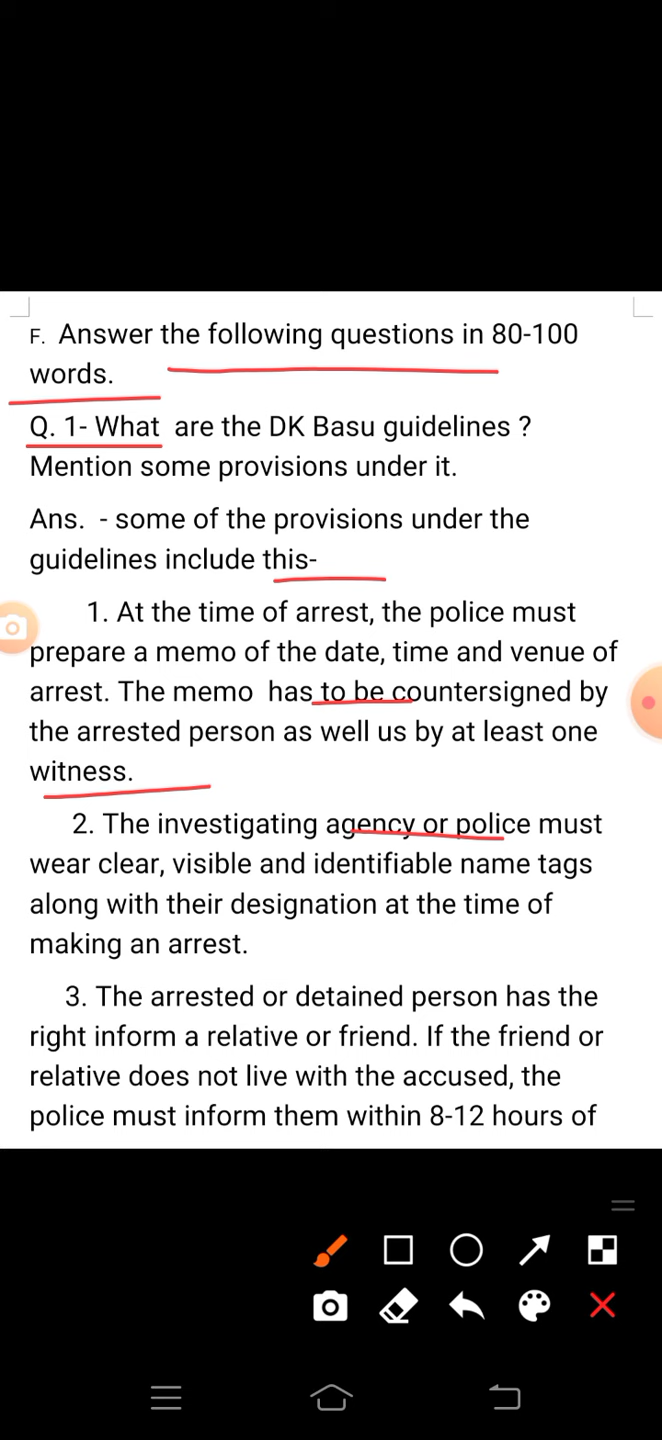 F. Answer the following questions in 80-100
words.
Q. 1- What are the DK Basu guidelines ?
Mention some provisions under it.
Ans. - some of the provisions under the
guidelines include this-
1. At the time of arrest, the police must
prepare a memo of the date, time and venue of
arrest. The memo has to be countersigned by
the arrested person as well us by at least one
witness.
2. The investigating agency or police must
wear clear, visible and identifiable name tags
along with their designation at the time of
making an arrest.
3. The arrested or detained person has the
right inform a relative or friend. If the friend or
relative does not live with the accused, the
police must inform them within 8-12 hours of